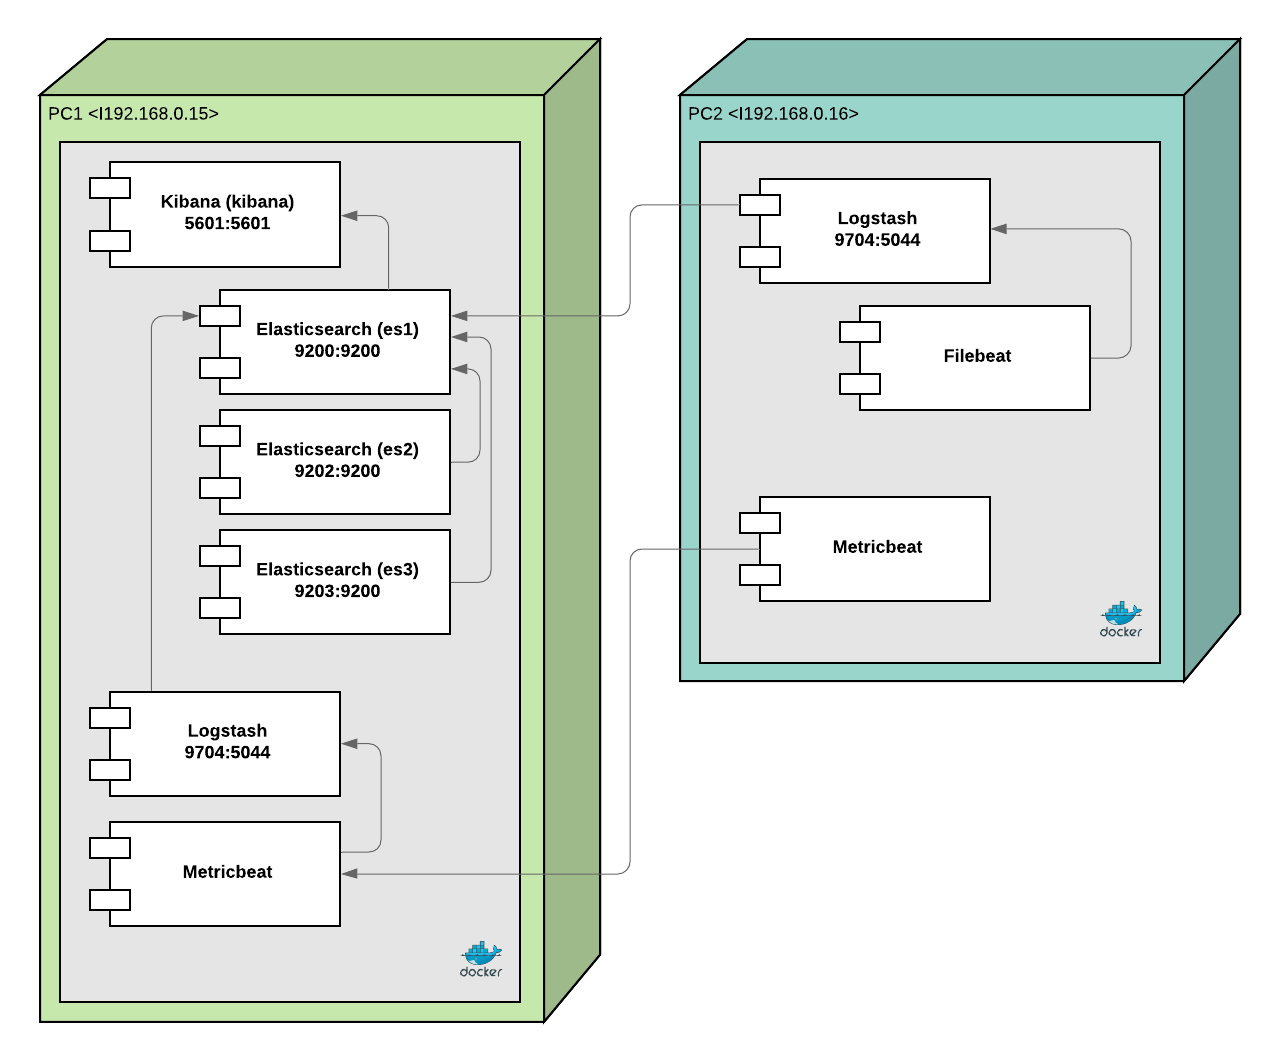 PC1 <I192.168.0.15>
Kibana (kibana)
5601:5601
Elasticsearch (es1)
9200:9200
Elasticsearch (es2)
9202:9200
Elasticsearch (es3)
9203:9200
Logstash
9704:5044
Metricbeat
docker
PC2 <I192.168.0.16>
Logstash
9704:5044
Filebeat
Metricbeat
docker